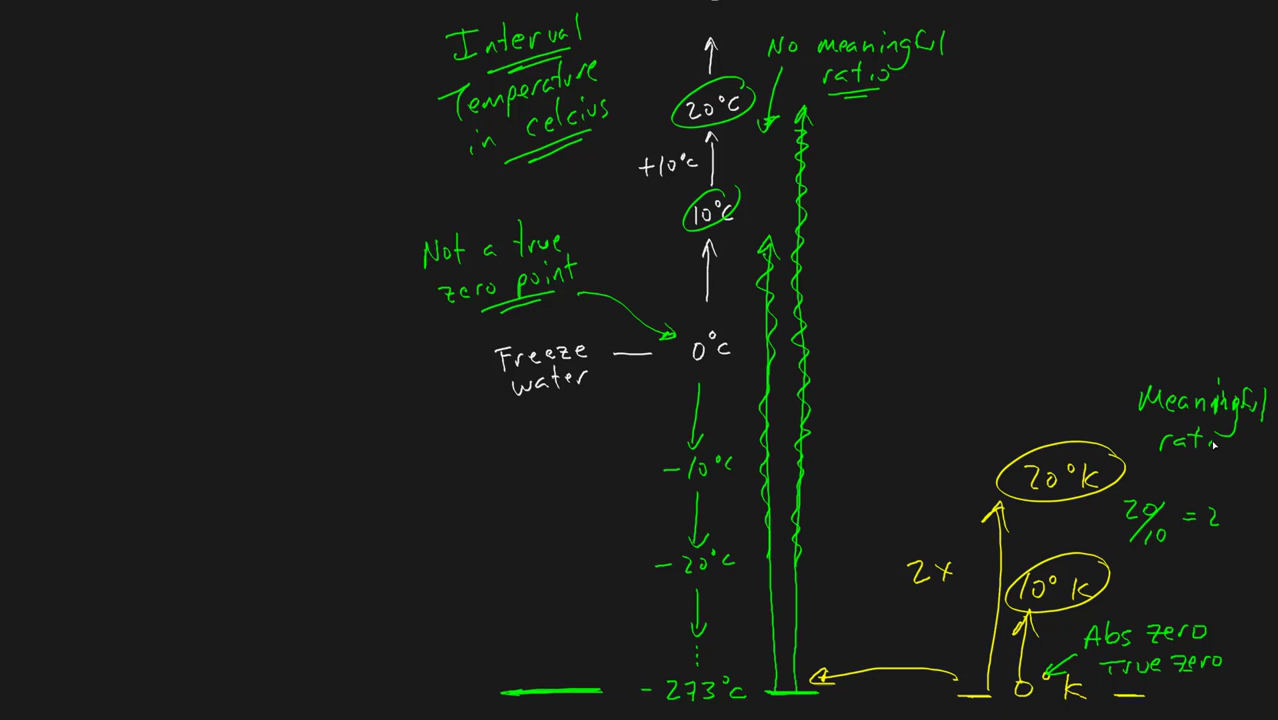 Interval
Temperature
in celcius
20°C
+10°C
10°C
No meaningful
ratio
Not a true
zero point
Freeze
water
0°C
-10°C
-20°C
-273°C
Meaningful
rati
20°K
20/10 = 2
2x
10°K
Abs zero
True zero
0°K